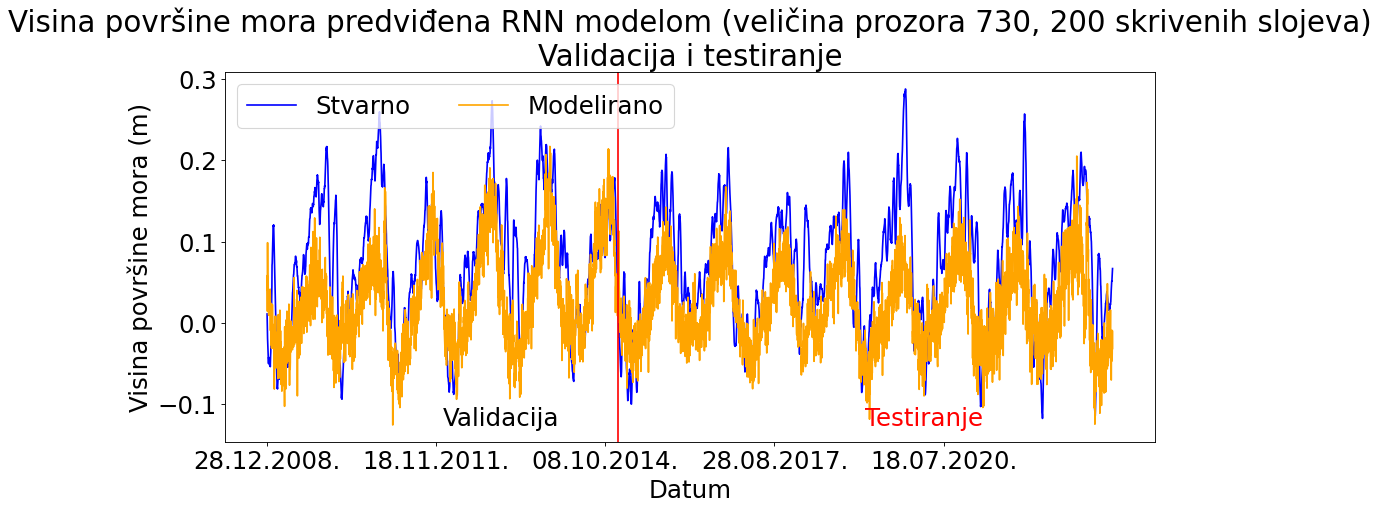 Visina površine mora predviđena RNN modelom (veličina prozora 730, 200 skrivenih slojeva)
Validacija i testiranje
Stvarno
Modelirano
Visina površine mora (m)
0.3
0.2
0.1
0.0
−0.1
Validacija
Testiranje
28.12.2008.
18.11.2011.
08.10.2014.
28.08.2017.
18.07.2020.
Datum